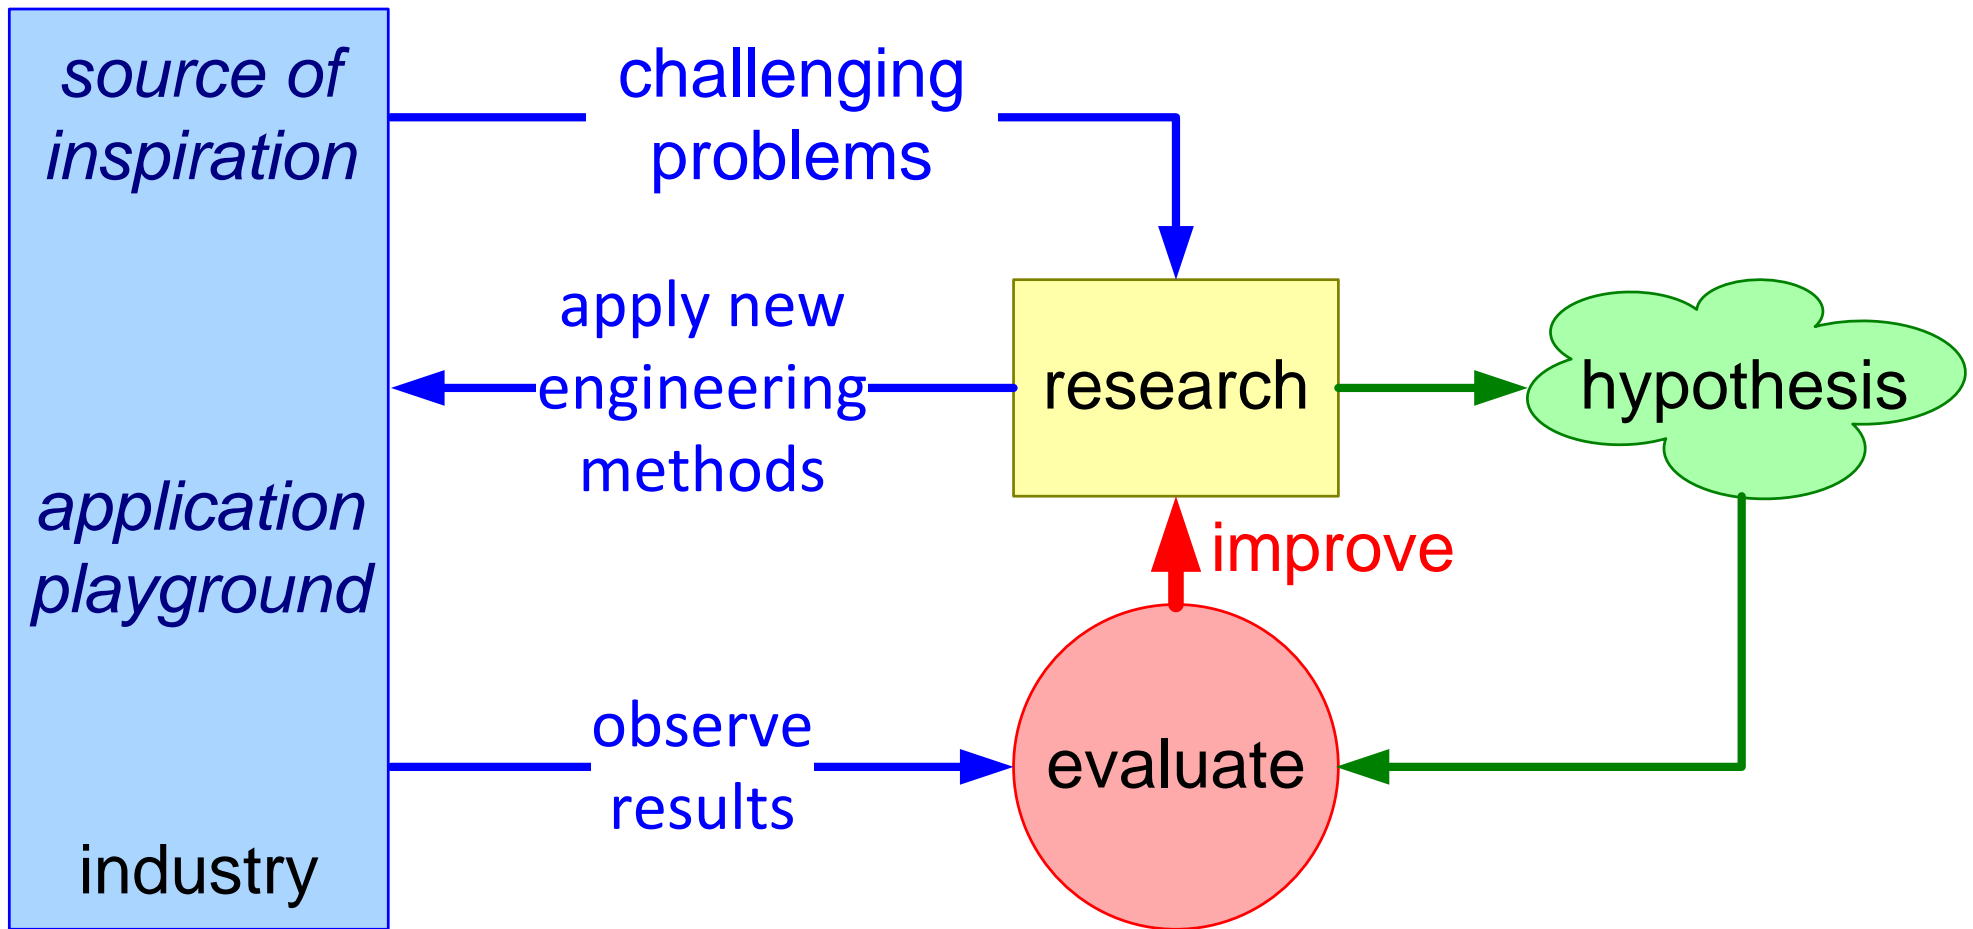 source of
inspiration
challenging
problems
apply new
engineering
methods
research
hypothesis
application
playground
improve
observe
results
evaluate
industry